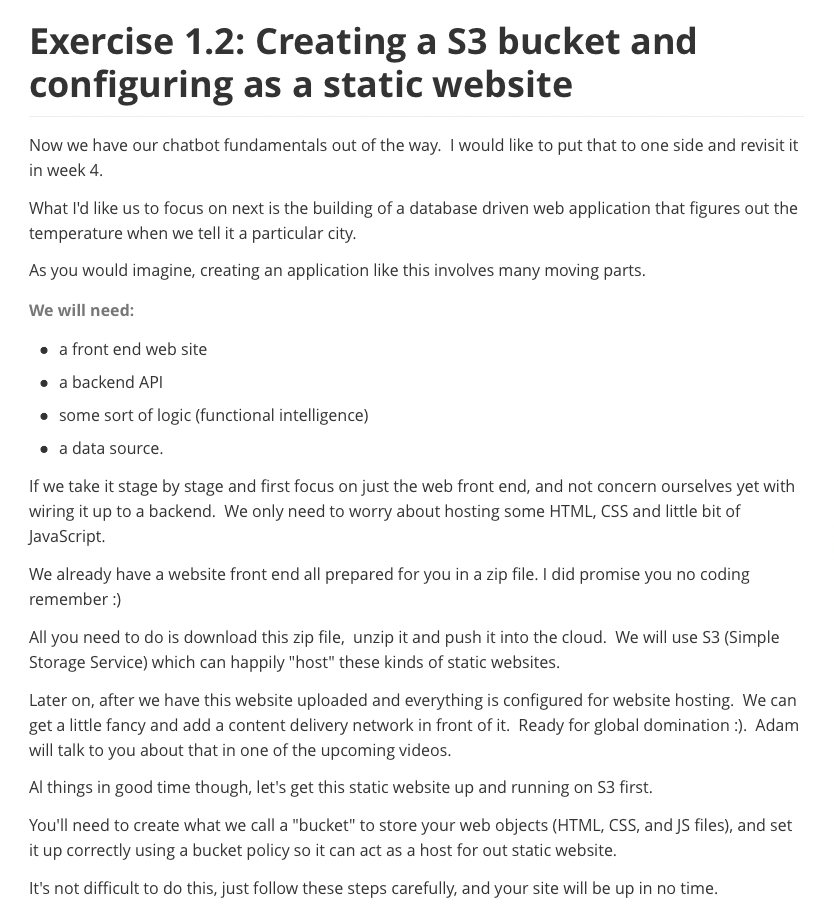 Exercise 1.2: Creating a S3 bucket and
configuring as a static website
Now we have our chatbot fundamentals out of the way.  I would like to put that to one side and revisit it
in week 4.
What I'd like us to focus on next is the building of a database driven web application that figures out the
temperature when we tell it a particular city.
As you would imagine, creating an application like this involves many moving parts.
We will need:
● a front end web site
● a backend API
● some sort of logic (functional intelligence)
● a data source.
If we take it stage by stage and first focus on just the web front end, and not concern ourselves yet with
wiring it up to a backend.  We only need to worry about hosting some HTML, CSS and little bit of
JavaScript.
We already have a website front end all prepared for you in a zip file. I did promise you no coding
remember :)
All you need to do is download this zip file,  unzip it and push it into the cloud.  We will use S3 (Simple
Storage Service) which can happily "host" these kinds of static websites.
Later on, after we have this website uploaded and everything is configured for website hosting.  We can
get a little fancy and add a content delivery network in front of it.  Ready for global domination :).  Adam
will talk to you about that in one of the upcoming videos.
Al things in good time though, let's get this static website up and running on S3 first.
You'll need to create what we call a "bucket" to store your web objects (HTML, CSS, and JS files), and set
it up correctly using a bucket policy so it can act as a host for out static website.
It's not difficult to do this, just follow these steps carefully, and your site will be up in no time.